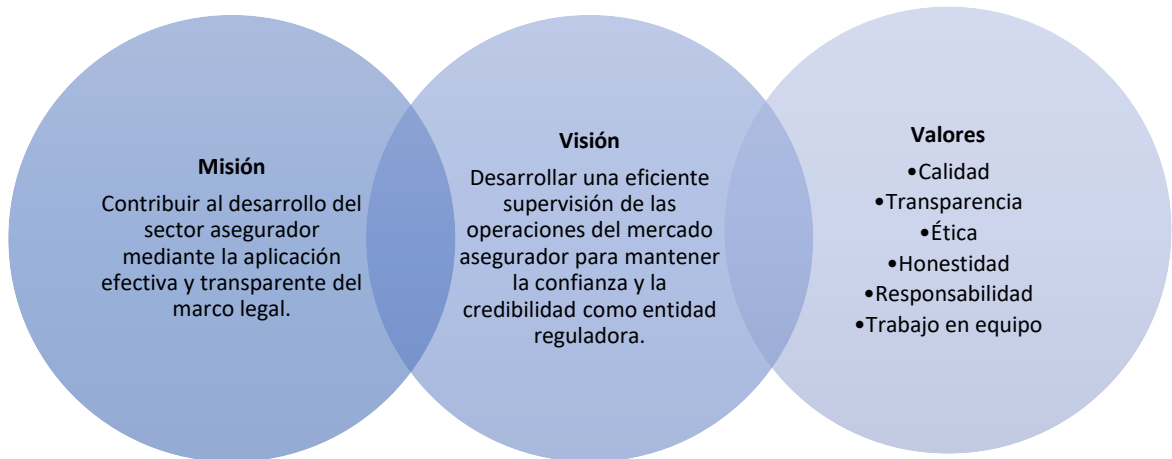 Misión
Contribuir al desarrollo del
sector asegurador
mediante la aplicación
efectiva y transparente del
marco legal.
Visión
Desarrollar una eficiente
supervisión de las
operaciones del mercado
asegurador para mantener
la confianza y la
credibilidad como entidad
reguladora.
Valores
•Calidad
•Transparencia
•Ética
•Honestidad
•Responsabilidad
•Trabajo en equipo